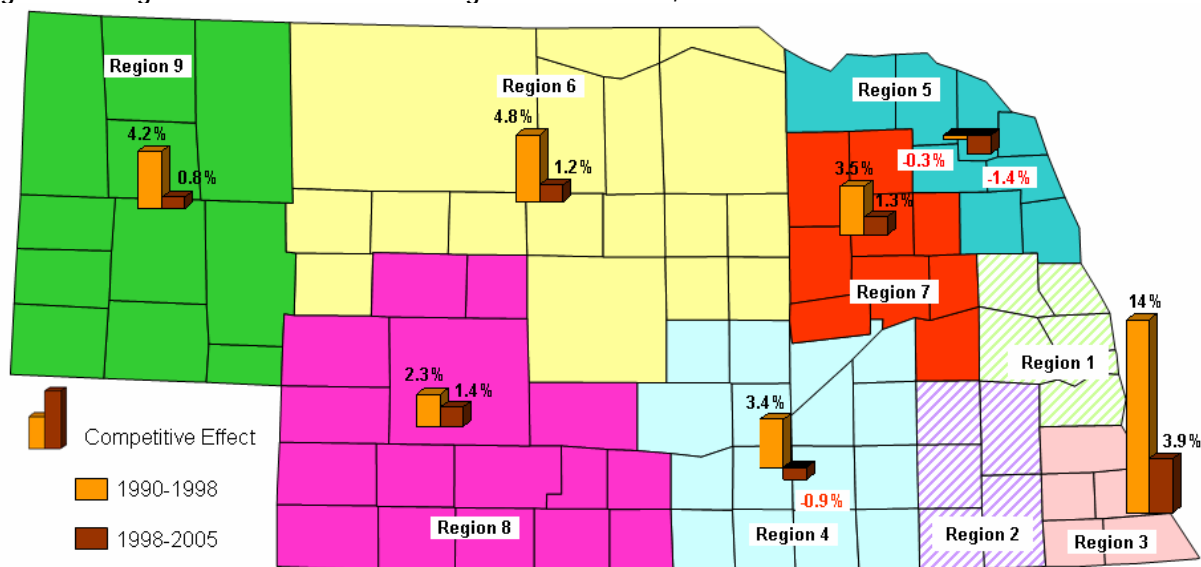 Region 9
4.2%
0.8%
Region 6
4.8%
1.2%
Region 5
-0.3%
-1.4%
3.5%
1.3%
Region 7
Region 1
14%
3.9%
2.3%
1.4%
3.4%
-0.9%
Region 8
Region 4
Region 2
Region 3
Competitive Effect
1990-1998
1998-2005